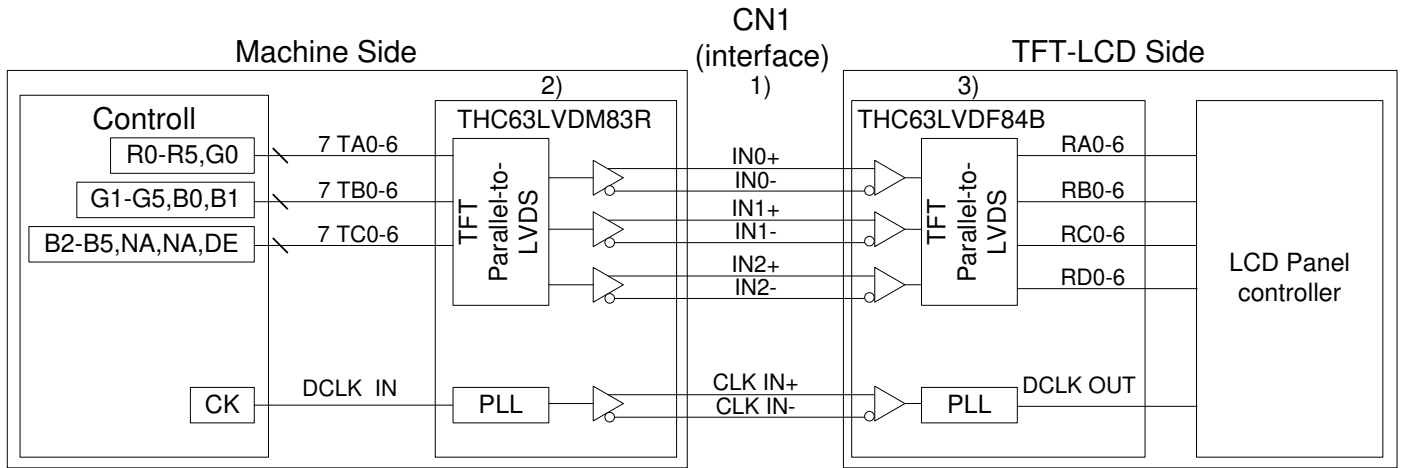 CN1
(interface)
1)
Machine Side
TFT-LCD Side
2)
3)
Controll
THC63LVDM83R
THC63LVDF84B
R0-R5,G0
7 TA0-6
G1-G5,B0,B1
7 TB0-6
B2-B5,NA,NA,DE
7 TC0-6
TFT
Parallel-to-
LVDS
IN0+
IN0-
IN1+
IN1-
IN2+
IN2-
TFT
Parallel-to-
LVDS
RA0-6
RB0-6
RC0-6
RD0-6
LCD Panel
controller
CK
DCLK IN
PLL
CLK IN+
CLK IN-
PLL
DCLK OUT